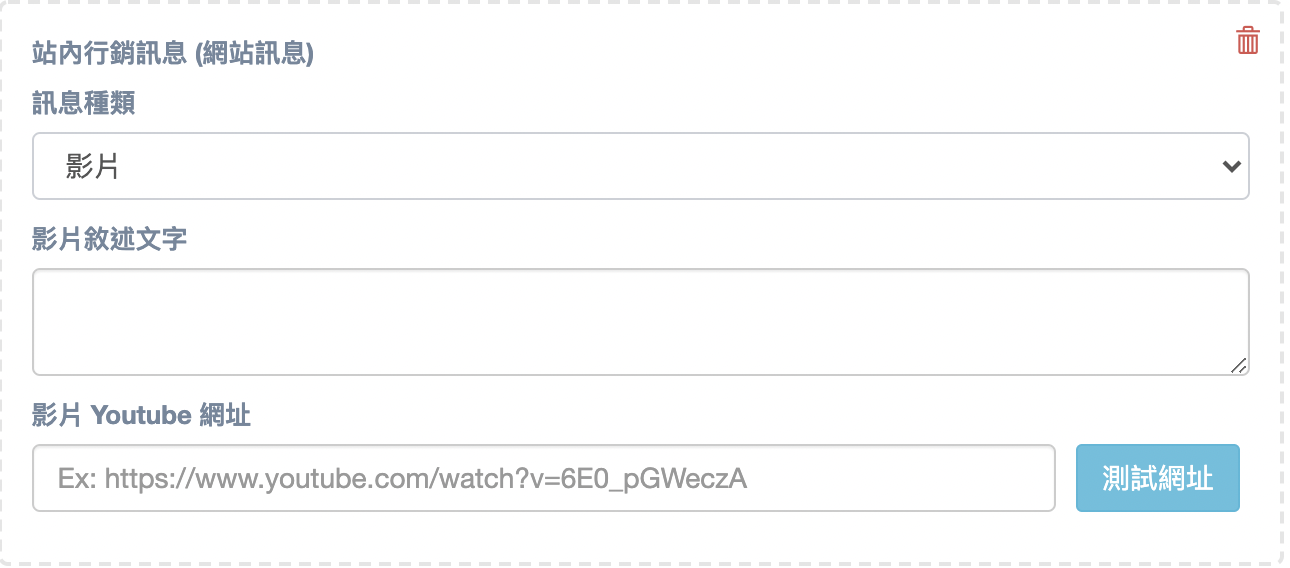 站內行銷訊息 (網站訊息)
訊息種類
影片
影片敘述文字
影片 Youtube 網址
Ex: https://www.youtube.com/watch?v=6E0_pGWeczA
測試網址